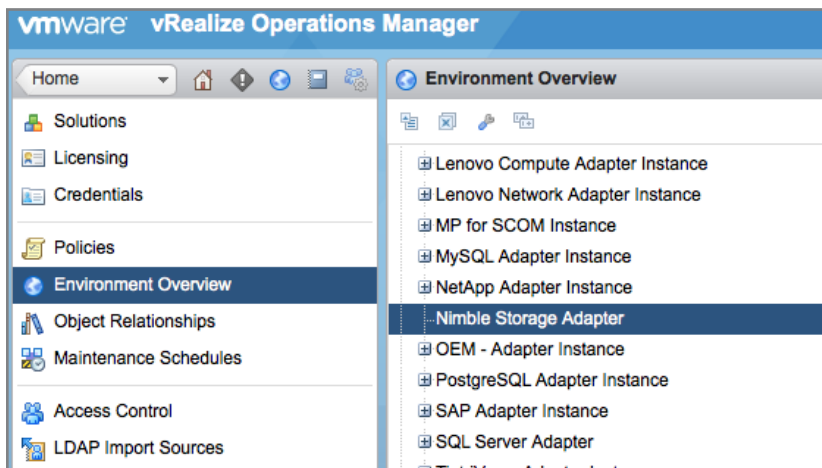 vmware vRealize Operations Manager
Home
Solutions
Licensing
Credentials
Policies
Environment Overview
Object Relationships
Maintenance Schedules
Access Control
LDAP Import Sources
Environment Overview
Lenovo Compute Adapter Instance
Lenovo Network Adapter Instance
MP for SCOM Instance
MySQL Adapter Instance
NetApp Adapter Instance
Nimble Storage Adapter
OEM - Adapter Instance
PostgreSQL Adapter Instance
SAP Adapter Instance
SQL Server Adapter